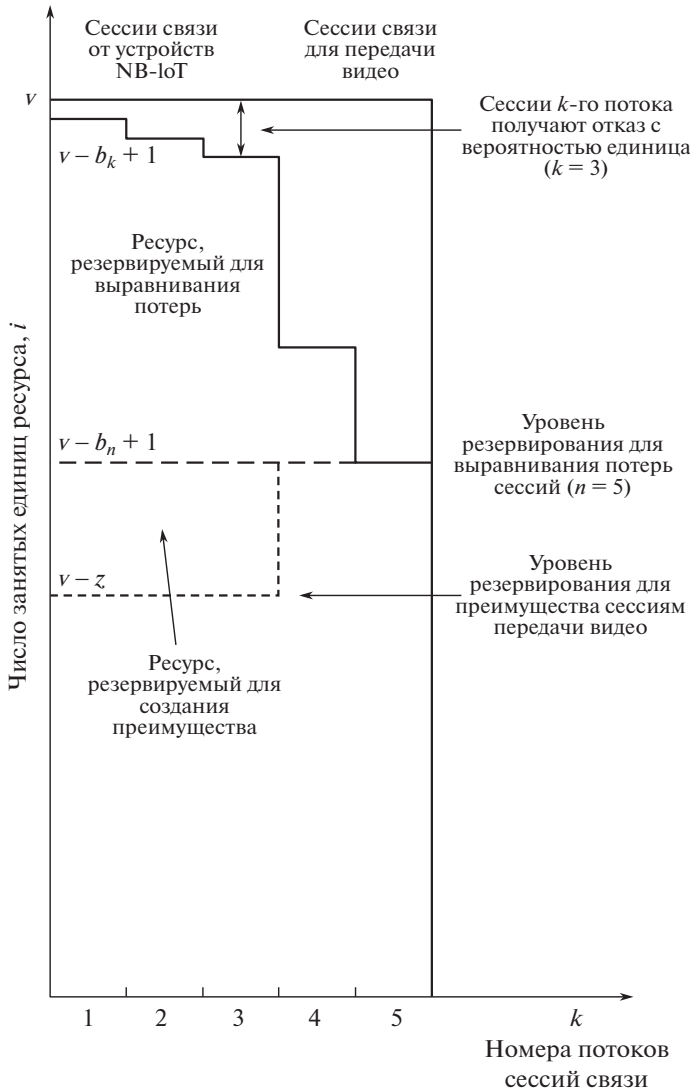 Сессии связи
от устройств
NB-IoT
Сессии связи
для передачи
видео
v
Сессии k-го потока
получают отказ с
вероятностью единица
(k = 3)
v – b_k + 1
Ресурс,
резервируемый для
выравнивания
потерь
Число занятых единиц ресурса, i
v – b_n + 1
Уровень
резервирования для
выравнивания потерь
сессий (n = 5)
v – z
Уровень
резервирования для
преимущества сессиям
передачи видео
Ресурс,
резервируемый для
создания
преимущества
1 2 3 4 5 k
Номера потоков
сессий связи